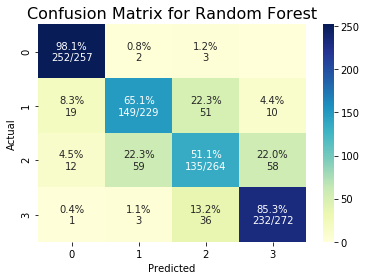 Confusion Matrix for Random Forest
98.1% 0.8% 1.2%
252/257 2 3
8.3% 65.1% 22.3% 4.4%
19 149/229 51 10
4.5% 22.3% 51.1% 22.0%
12 59 135/264 58
0.4% 1.1% 13.2% 85.3%
1 3 36 232/272
0
1
2
3
Actual
0 1 2 3
Predicted
250
200
150
100
50
0